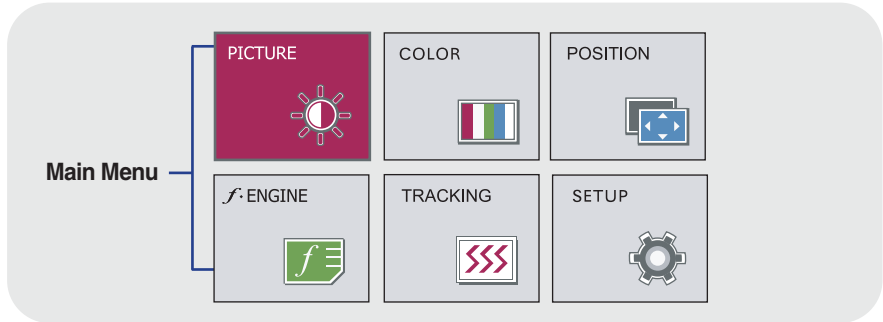 PICTURE
COLOR
POSITION
Main Menu
f·ENGINE
TRACKING
SETUP
f